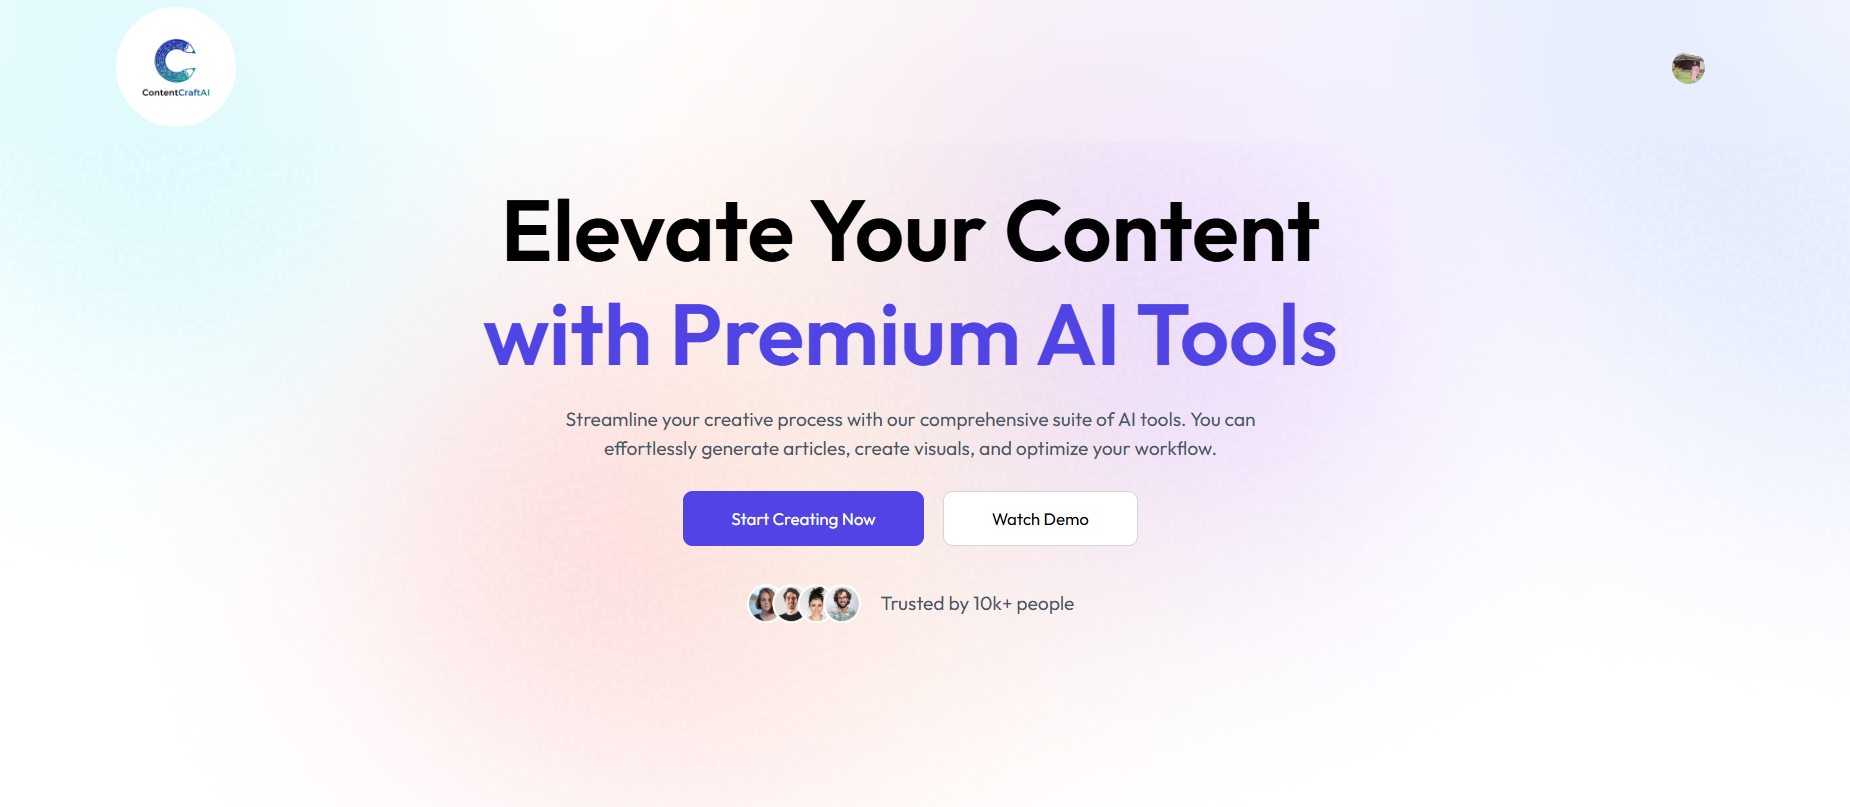 ContentCraftAI
Elevate Your Content
with Premium AI Tools
Streamline your creative process with our comprehensive suite of AI tools. You can
effortlessly generate articles, create visuals, and optimize your workflow.
Start Creating Now
Watch Demo
Trusted by 10k+ people